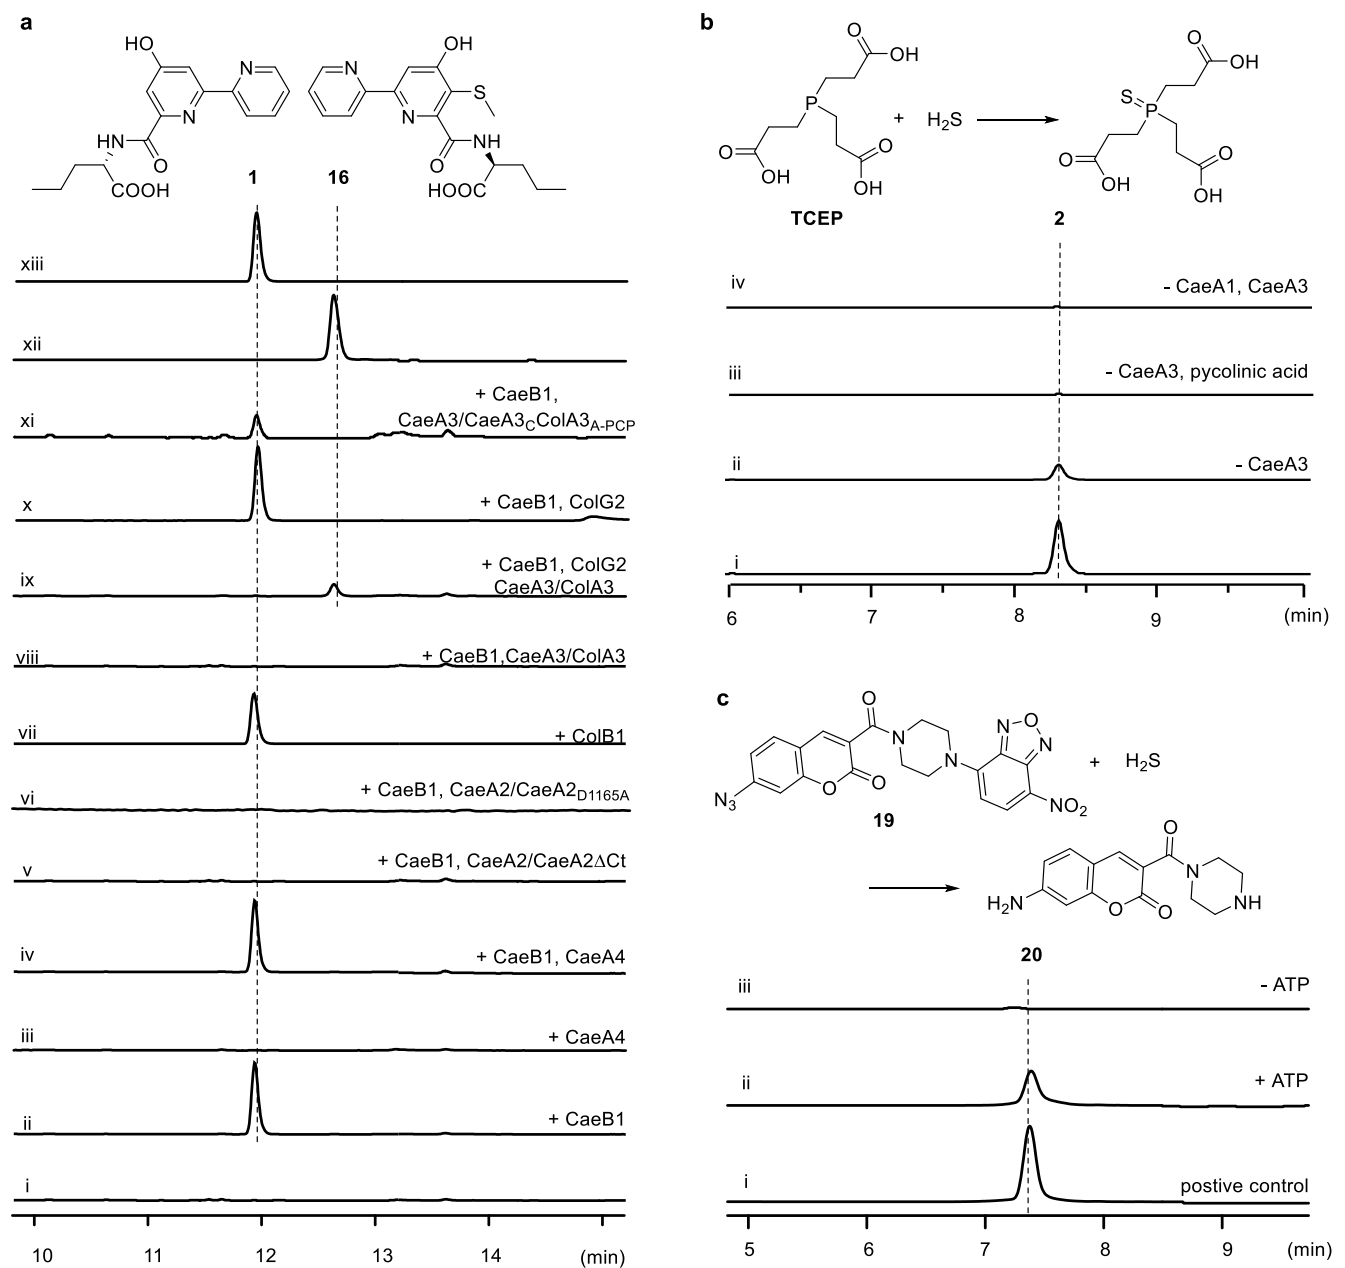 a
HO
N
N
HN
O
COOH
1
N
OH
S
N
O
NH
HOOC
16
xiii
xii
+ CaeB1,
xi
CaeA3/CaeA3CColA3A-PCP
x
+ CaeB1, ColG2
+ CaeB1, ColG2
ix
CaeA3/ColA3
viii
+ CaeB1,CaeA3/ColA3
vii
+ ColB1
vi
+ CaeB1, CaeA2/CaeA2D1165A
v
+ CaeB1, CaeA2/CaeA2ΔCt
iv
+ CaeB1, CaeA4
iii
+ CaeA4
ii
+ CaeB1
i
10 11 12 13 14 (min)
b
O
OH
P
O
OH
O
OH
TCEP
+ H2S
O
OH
S
P
O
OH
O
OH
2
iv
- CaeA1, CaeA3
iii
- CaeA3, pycolinic acid
ii
- CaeA3
i
6 7 8 9 (min)
c
O
N
N
N
O
N
N3
O
O
NO2
19
+ H2S
O
N
NH
H2N
O
O
20
iii
- ATP
ii
+ ATP
i
postive control
5 6 7 8 9 (min)